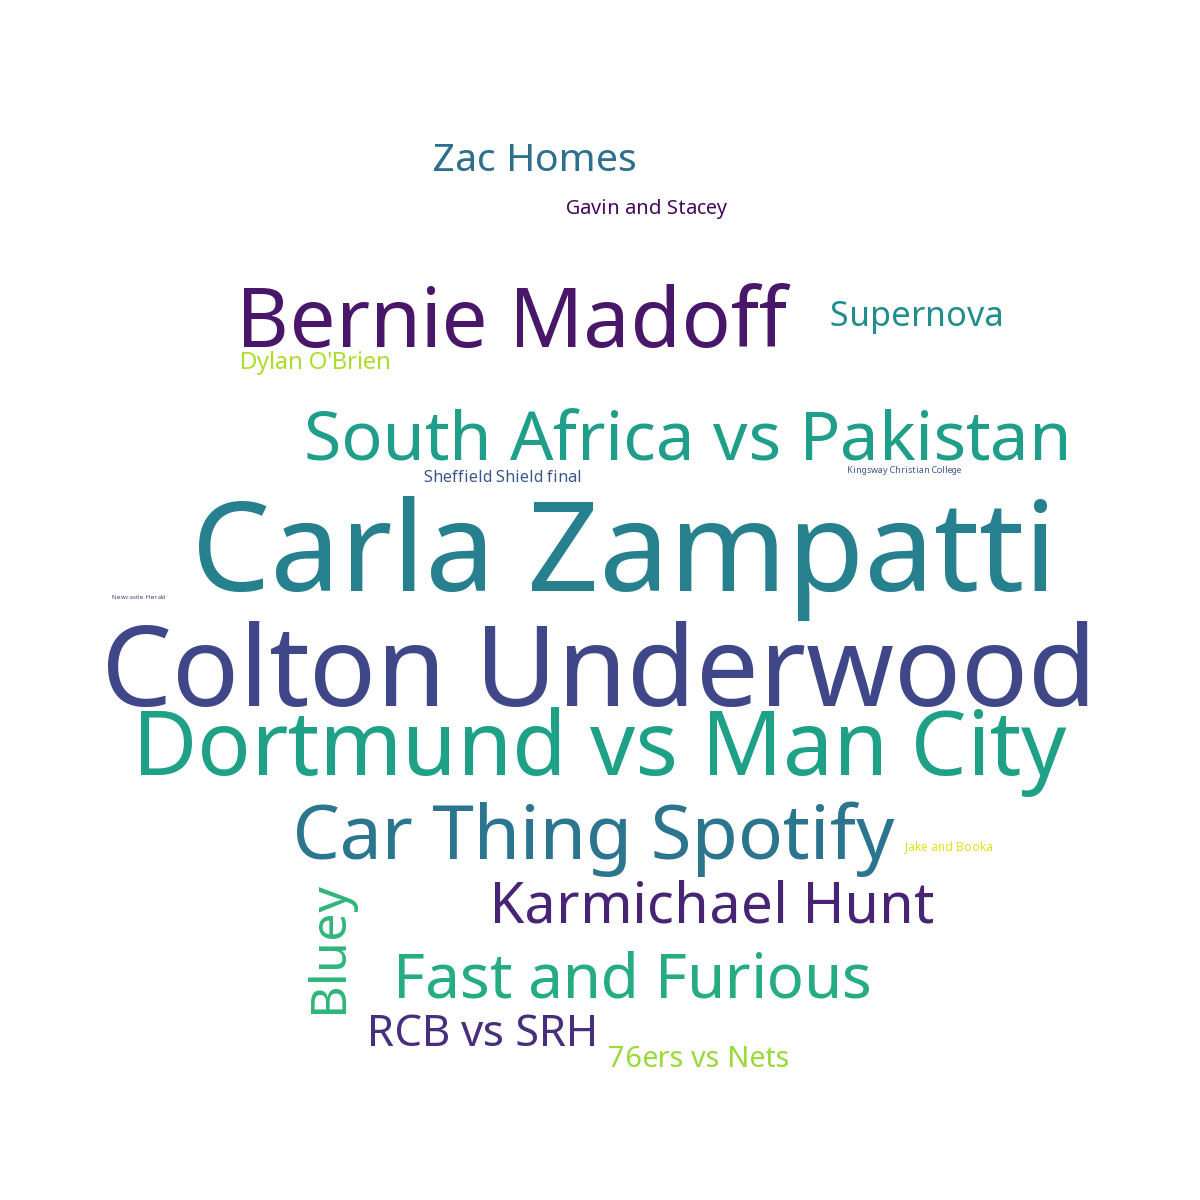 Zac Homes
Gavin and Stacey
Bernie Madoff
Supernova
Dylan O'Brien
South Africa vs Pakistan
Sheffield Shield final
Kingsway Christian College
Carla Zampatti
Newcastle Herald
Colton Underwood
Dortmund vs Man City
Car Thing Spotify
Jake and Booka
Karmichael Hunt
Bluey
Fast and Furious
RCB vs SRH
76ers vs Nets